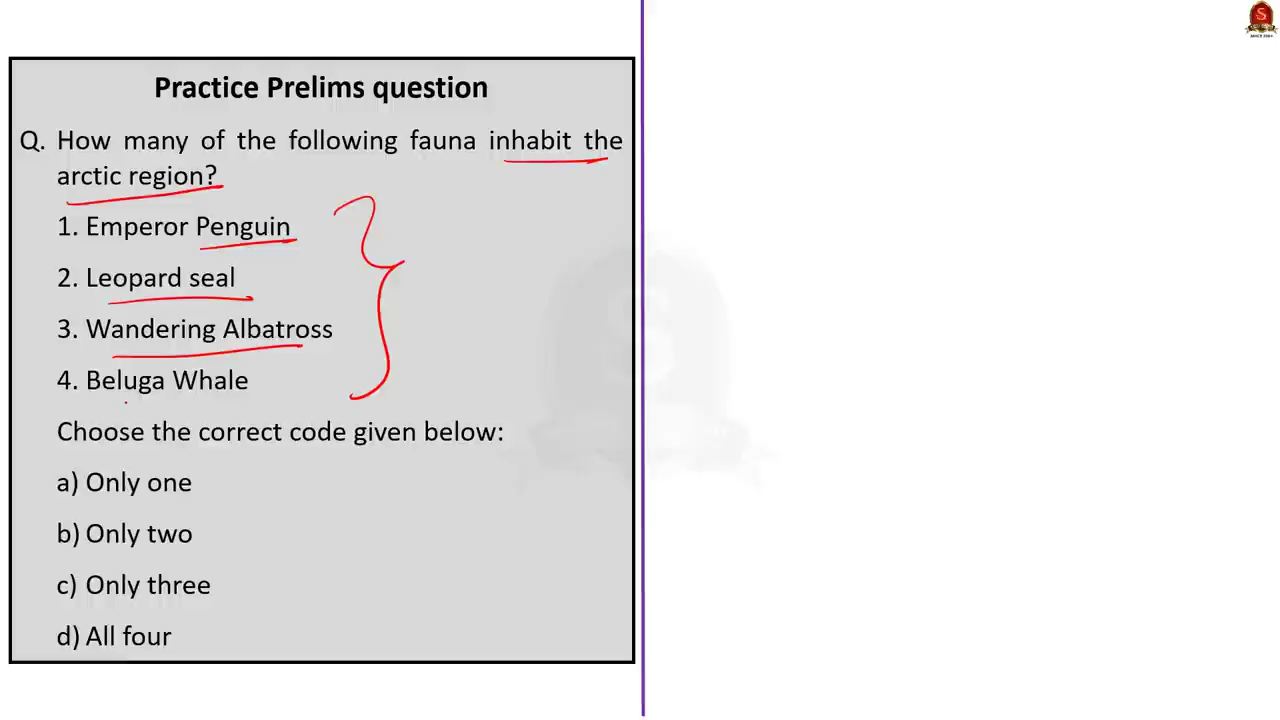 Practice Prelims question
Q. How many of the following fauna inhabit the
arctic region?
1. Emperor Penguin
2. Leopard seal
3. Wandering Albatross
4. Beluga Whale
Choose the correct code given below:
a) Only one
b) Only two
c) Only three
d) All four
S